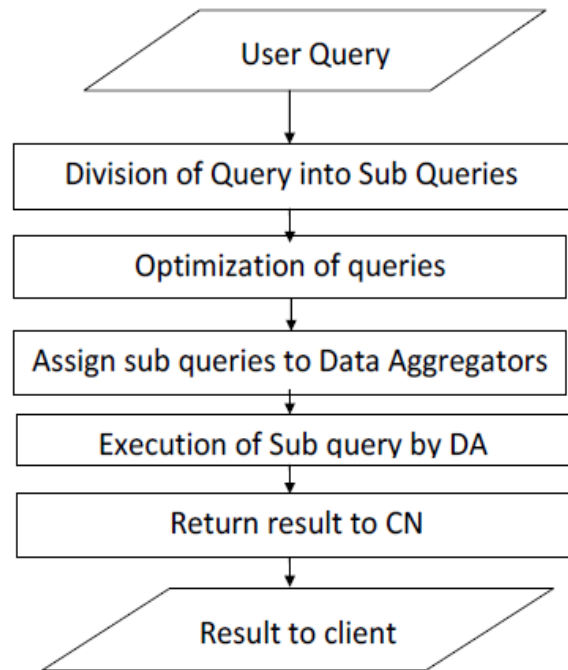 User Query
Division of Query into Sub Queries
Optimization of queries
Assign sub queries to Data Aggregators
Execution of Sub query by DA
Return result to CN
Result to client